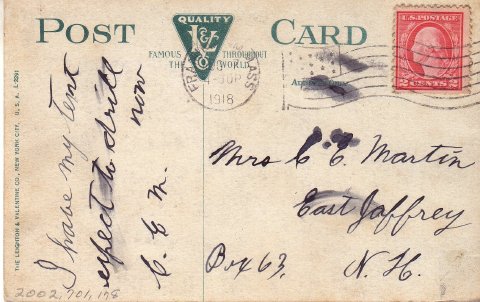 POST CARD
QUALITY
L&V
Co
FAMOUS THROUGHOUT
THE WORLD
MASS
1918
U.S. POSTAGE
2 CENTS 2
I have my tent
expect to drill
now
C. E. M.
Mrs C. E. Martin
East Jaffrey
Box 63, N. H.
THE LEIGHTON & VALENTINE CO., NEW YORK CITY, U. S. A.
2002,701,178